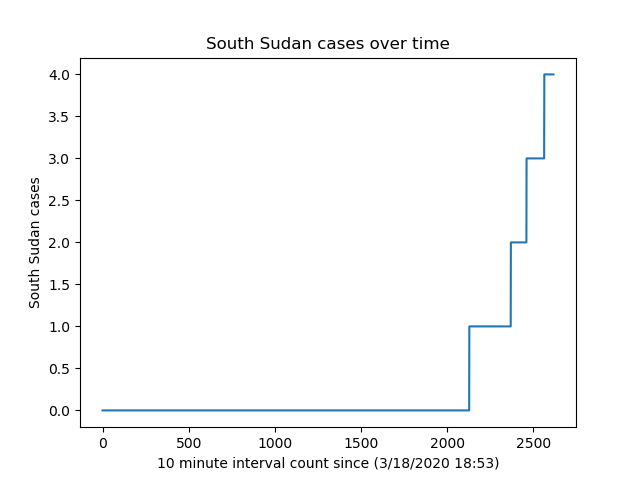 South Sudan cases over time
4.0
3.5
3.0
2.5
2.0
1.5
1.0
0.5
0.0
South Sudan cases
0 500 1000 1500 2000 2500
10 minute interval count since (3/18/2020 18:53)